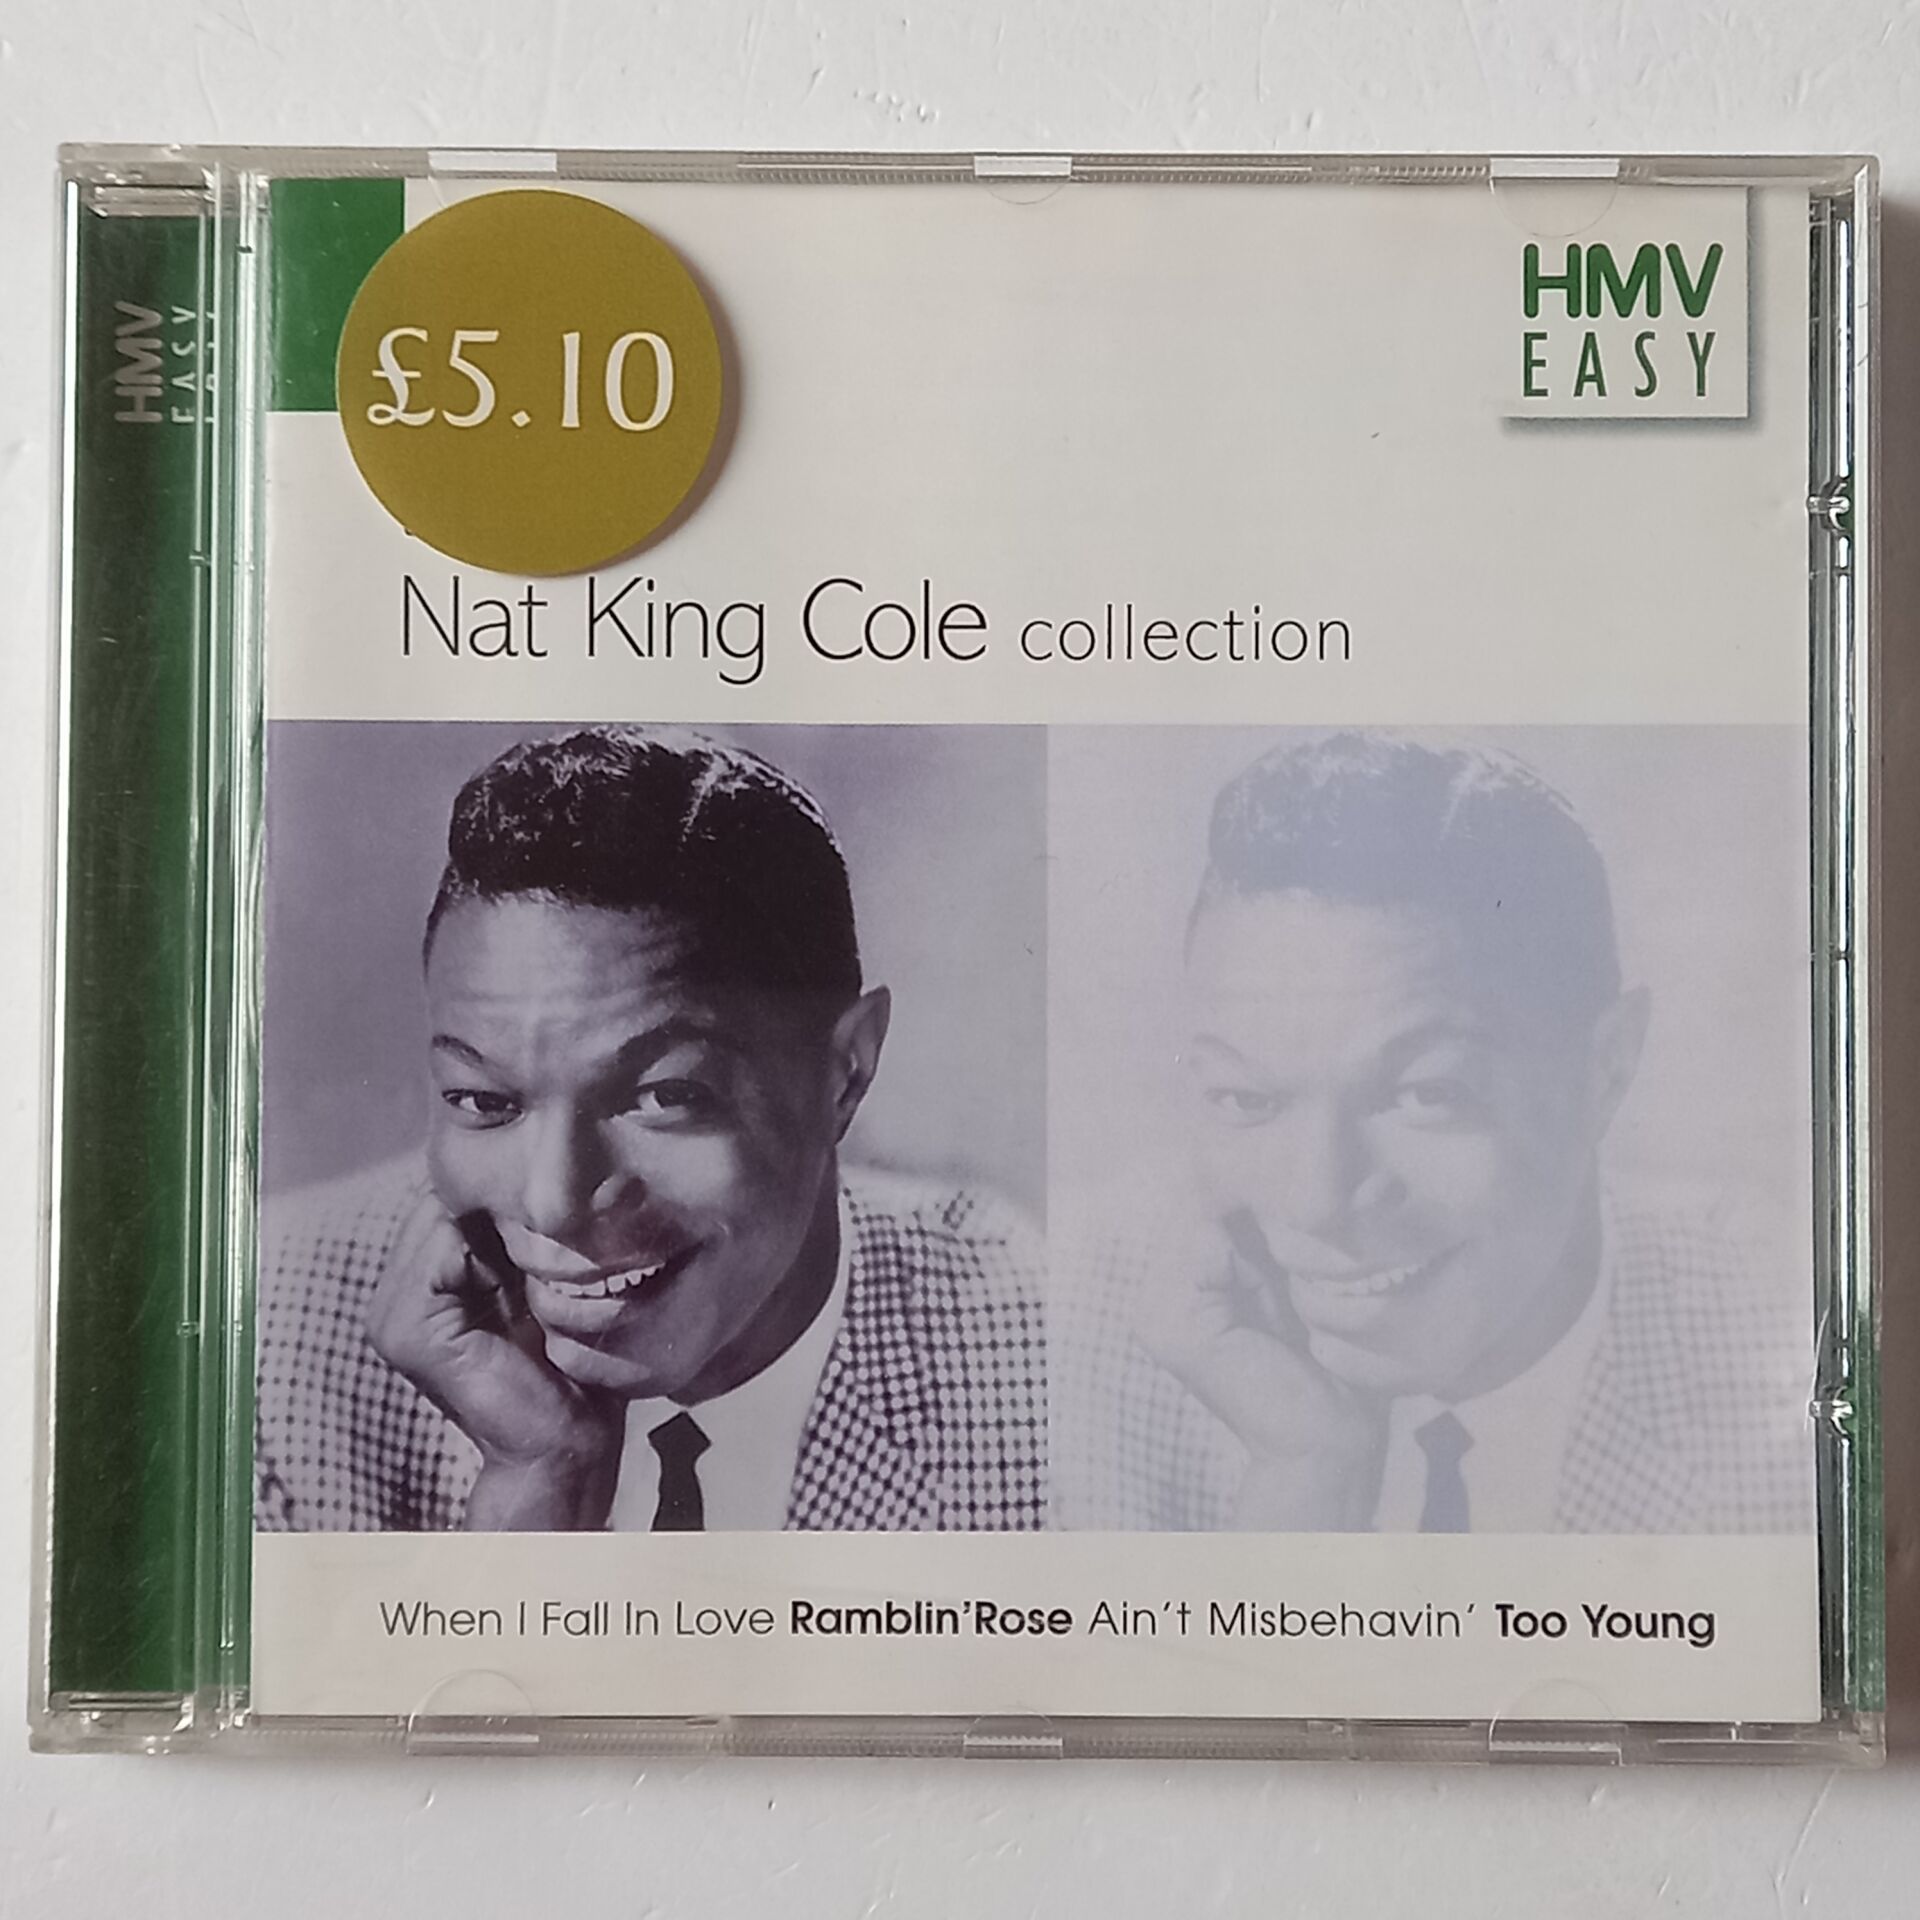 £5.10
HMV
EASY
HMV
EASY
Nat King Cole collection
When I Fall In Love Ramblin'Rose Ain't Misbehavin' Too Young